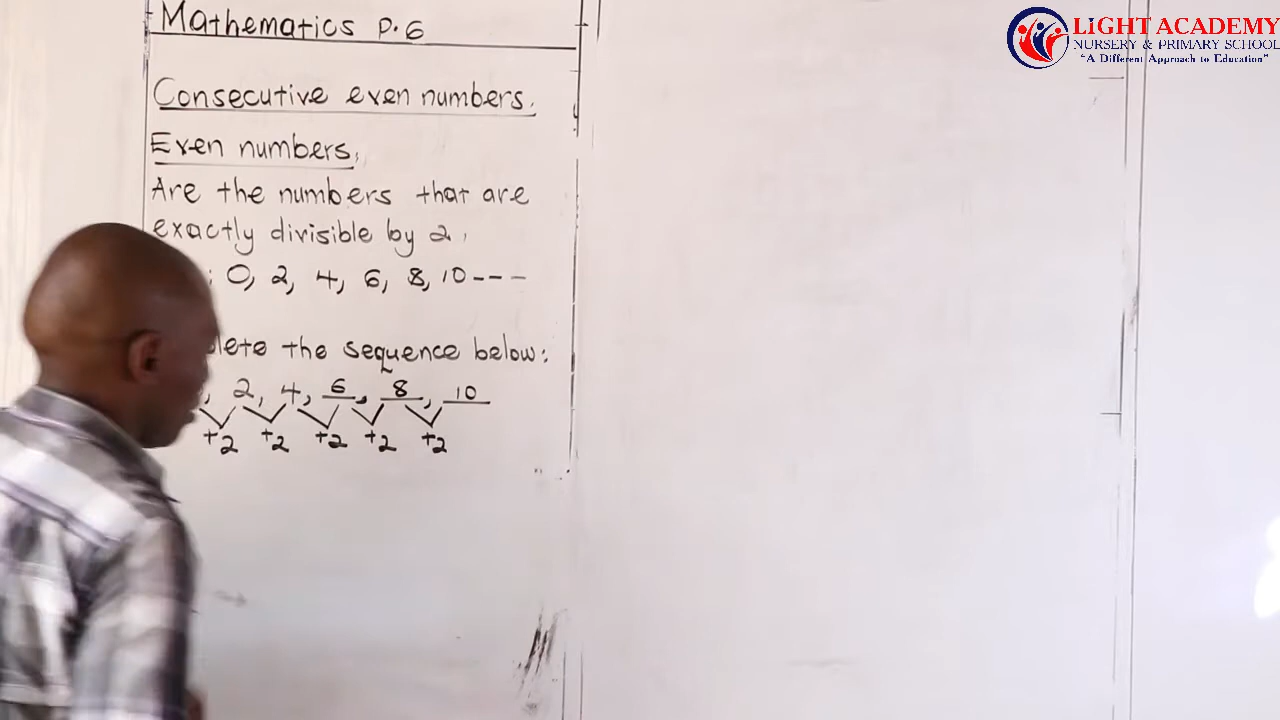 Mathematics P.6
LIGHT ACADEMY
NURSERY & PRIMARY SCHOOL
"A Different Approach to Education"
Consecutive even numbers.
Even numbers.
Are the numbers that are
exactly divisible by 2.
: 0, 2, 4, 6, 8, 10---
the sequence below:
, 2, 4, 6, 8, 10
+2 +2 +2 +2 +2